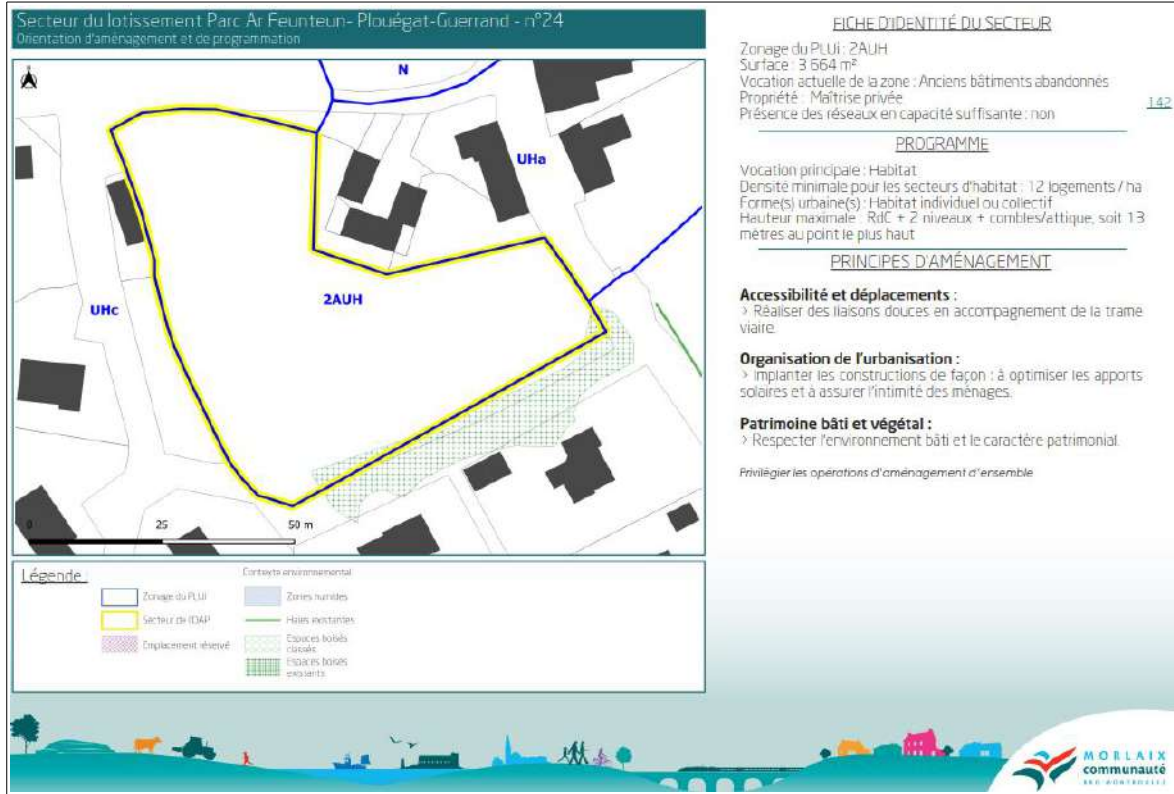 Secteur du lotissement Parc Ar Feunteun- Plouégat-Guerrand - n°24
Orientation d'aménagement et de programmation
N
UHa
2AUH
UHc
0 25 50 m
Légende :
Zonage du PLUi
Secteur de l'OAP
Emplacement réservé
Contexte environnemental
Zones humides
Haies existantes
Espaces boisés
classés
Espaces boisés
existants
FICHE D'IDENTITÉ DU SECTEUR
Zonage du PLUi : 2AUH
Surface : 3 664 m²
Vocation actuelle de la zone : Anciens bâtiments abandonnés
Propriété : Maîtrise privée
Présence des réseaux en capacité suffisante : non
142
PROGRAMME
Vocation principale : Habitat
Densité minimale pour les secteurs d'habitat : 12 logements / ha
Forme(s) urbaine(s) : Habitat individuel ou collectif
Hauteur maximale : RdC + 2 niveaux + combles/attique, soit 13
mètres au point le plus haut
PRINCIPES D'AMÉNAGEMENT
Accessibilité et déplacements :
> Réaliser des liaisons douces en accompagnement de la trame
viaire.
Organisation de l'urbanisation :
> Implanter les constructions de façon : à optimiser les apports
solaires et à assurer l'intimité des ménages.
Patrimoine bâti et végétal :
> Respecter l'environnement bâti et le caractère patrimonial.
Privilégier les opérations d'aménagement d'ensemble
MORLAIX
communauté